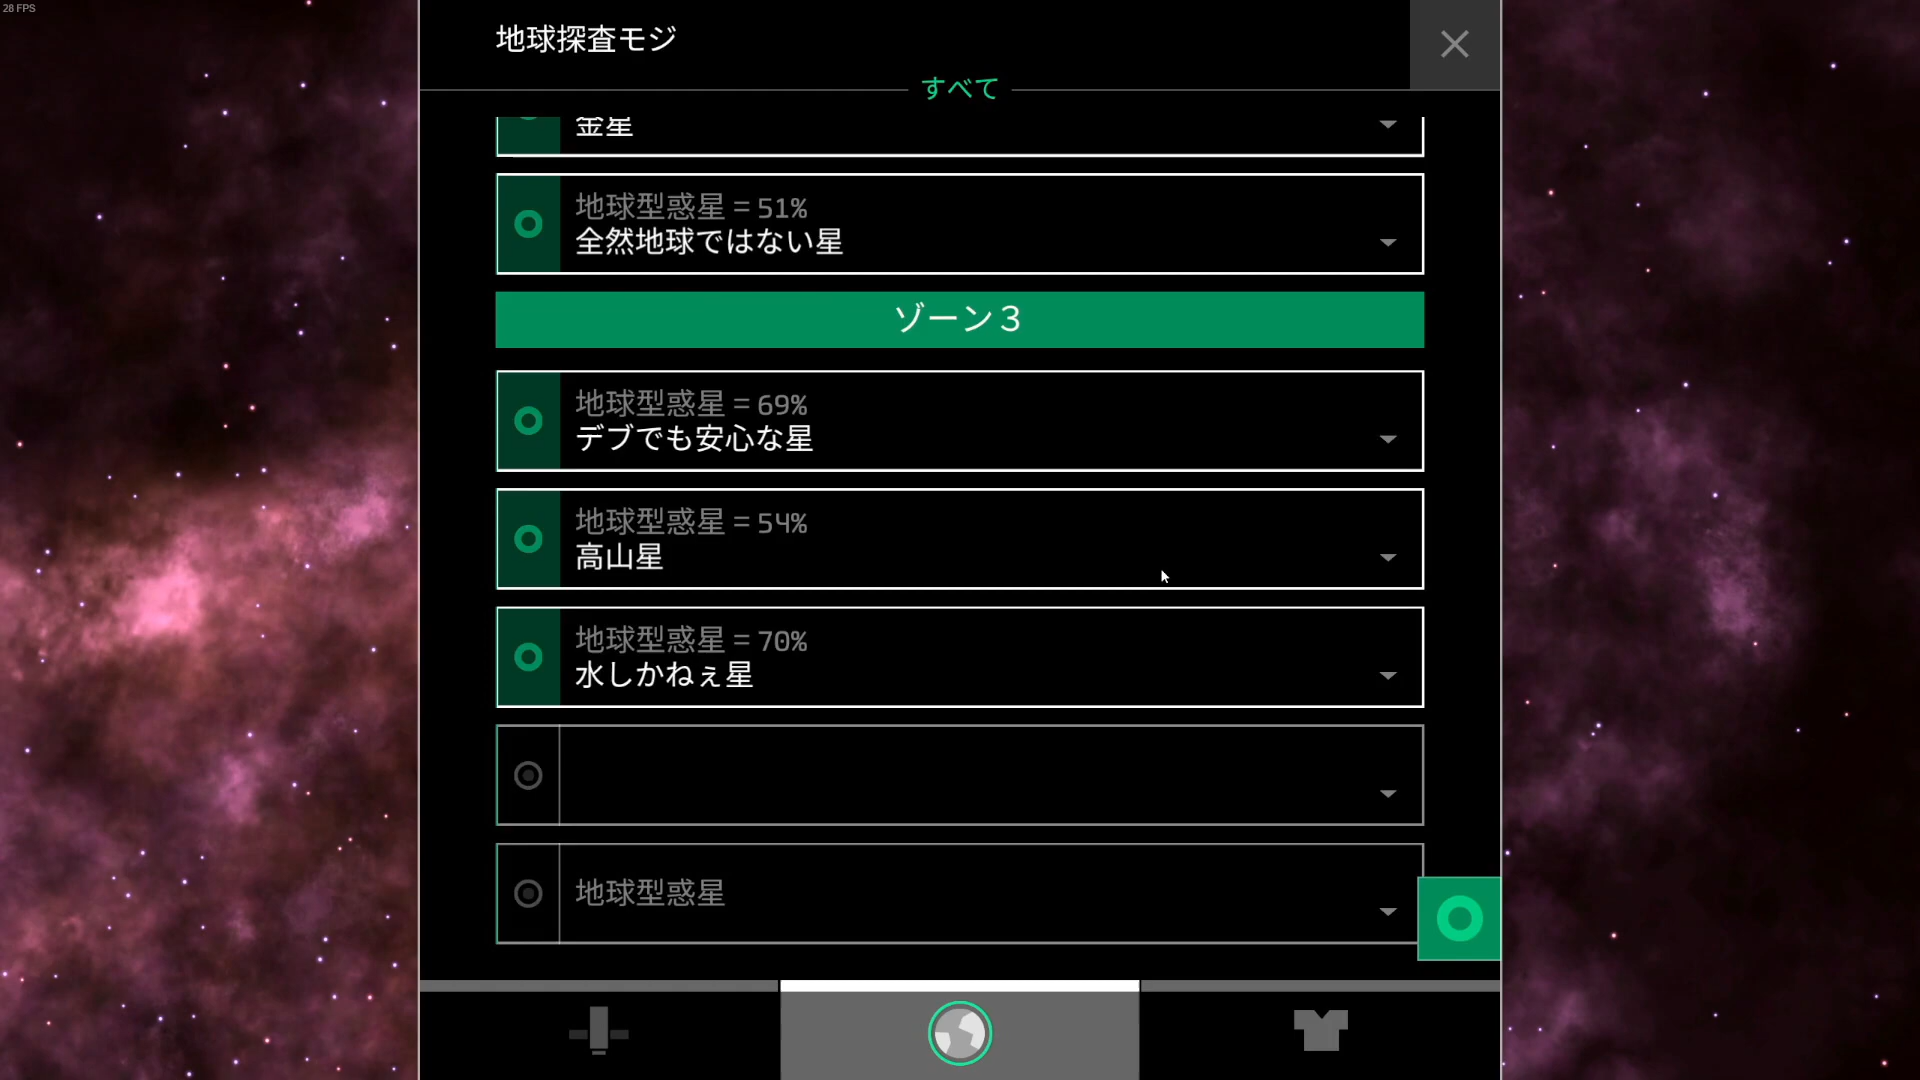 28 FPS
地球探査モジ
すべて
金星
地球型惑星 = 51%
全然地球ではない星
ゾーン３
地球型惑星 = 69%
デブでも安心な星
地球型惑星 = 54%
高山星
地球型惑星 = 70%
水しかねぇ星
地球型惑星